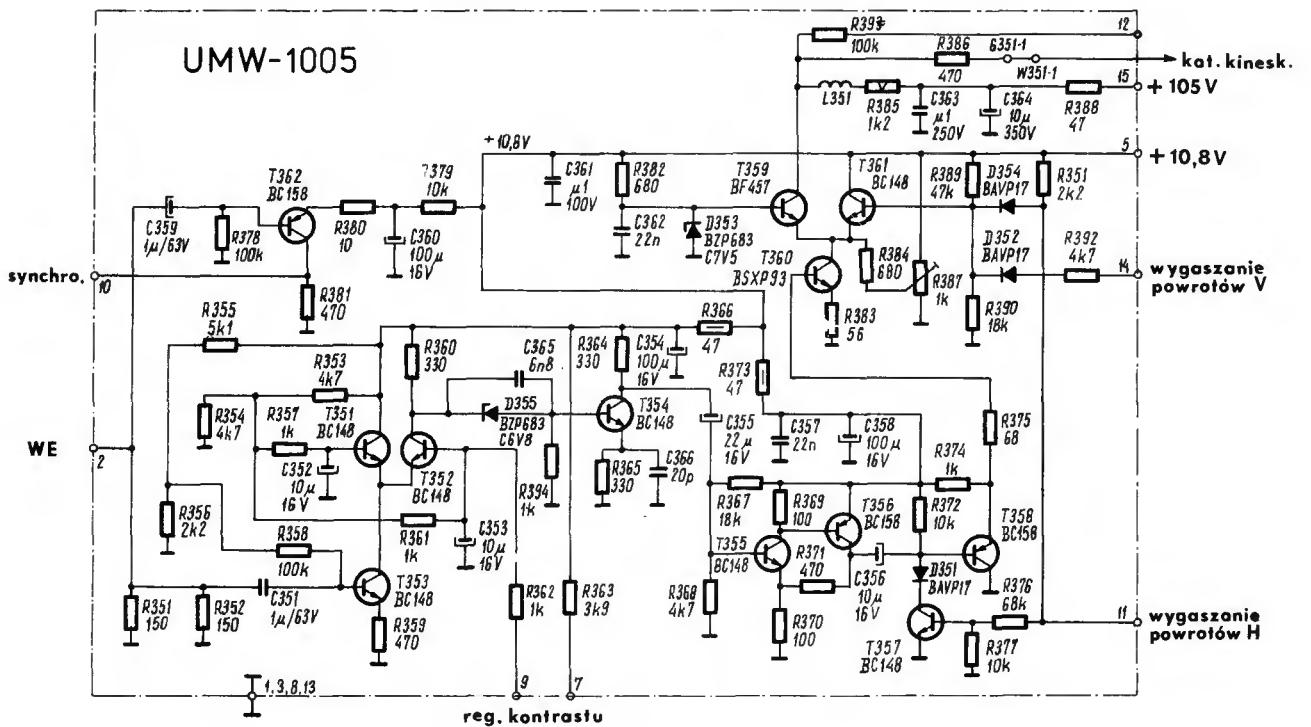 UMW-1005
R393
100k
12
R386
470
G351-1
W351-1
kat. kinesk.
15
+ 105 V
L351
R385
1k2
C363
µ1
250V
C364
10µ
350V
R388
47
+10,8V
5
+10,8V
T362
BC158
R379
10k
C361
µ1
100V
R382
680
T359
BF457
T361
BC148
R389
47k
D354
BAVP17
R351
2k2
C359
1µ/63V
R378
100k
R380
10
C360
100µ
16V
C362
22n
D353
BZP683
C7V5
T360
BSXP93
R384
680
R387
1k
D352
BAVP17
R392
4k7
14
wygaszanie
powrotów V
synchro.
10
R381
470
R383
56
R390
18k
R355
5k1
R353
4k7
R360
330
C365
6n8
R364
330
C354
100µ
16V
R366
47
R373
47
R354
4k7
R357
1k
T351
BC148
D355
BZP683
C6V8
T354
BC148
C355
22µ
16V
C357
22n
C358
100µ
16V
R375
68
R374
1k
WE
2
C352
10µ
16V
T352
BC148
R394
1k
R365
330
C366
20p
R367
18k
R369
100
T356
BC158
R372
10k
T358
BC158
R356
2k2
R358
100k
R361
1k
C353
10µ
16V
T355
BC148
R371
470
C356
10µ
16V
D351
BAVP17
R376
68k
R351
150
R352
150
C351
1µ/63V
T353
BC148
R359
470
R362
1k
R363
3k9
R368
4k7
R370
100
T357
BC148
R377
10k
11
wygaszanie
powrotów H
1,3,8,13
9
7
reg. kontrastu